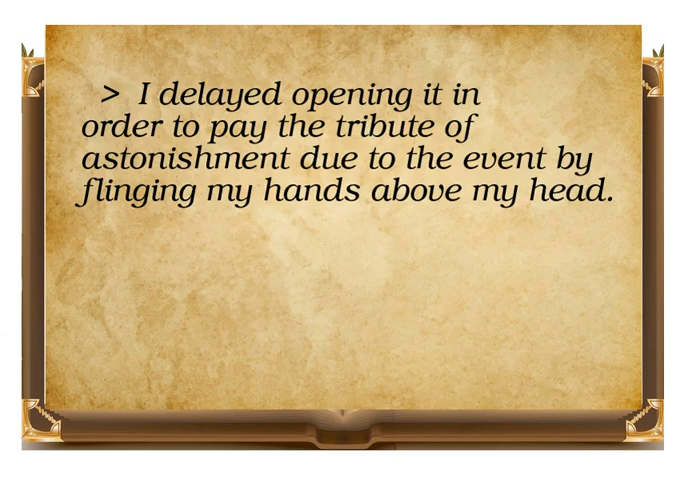 > I delayed opening it in
order to pay the tribute of
astonishment due to the event by
flinging my hands above my head.